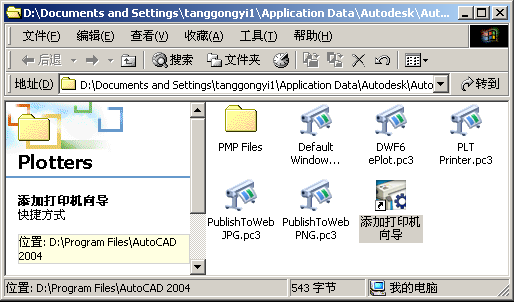 D:\Documents and Settings\tanggongyi1\Application Data\Autodesk\Aut...
文件(F) 编辑(E) 查看(V) 收藏(A) 工具(T) 帮助(H)
后退 搜索 文件夹
地址(D) D:\Documents and Settings\tanggongyi1\Application Data\Autodesk\Auto 转到
Plotters
添加打印机向导
快捷方式
位置: D:\Program Files\AutoCAD
2004
PMP Files
Default
Window...
DWF6
ePlot.pc3
PLT
Printer.pc3
PublishToWeb
JPG.pc3
PublishToWeb
PNG.pc3
添加打印机
向导
位置: D:\Program Files\AutoCAD 2004 543 字节 我的电脑